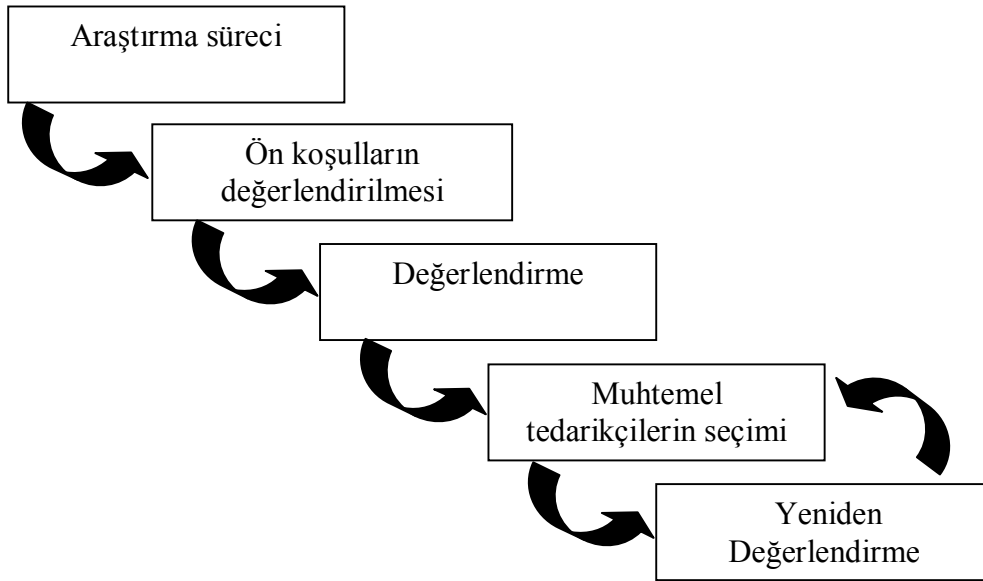 Araştırma süreci
Ön koşulların
değerlendirilmesi
Değerlendirme
Muhtemel
tedarikçilerin seçimi
Yeniden
Değerlendirme